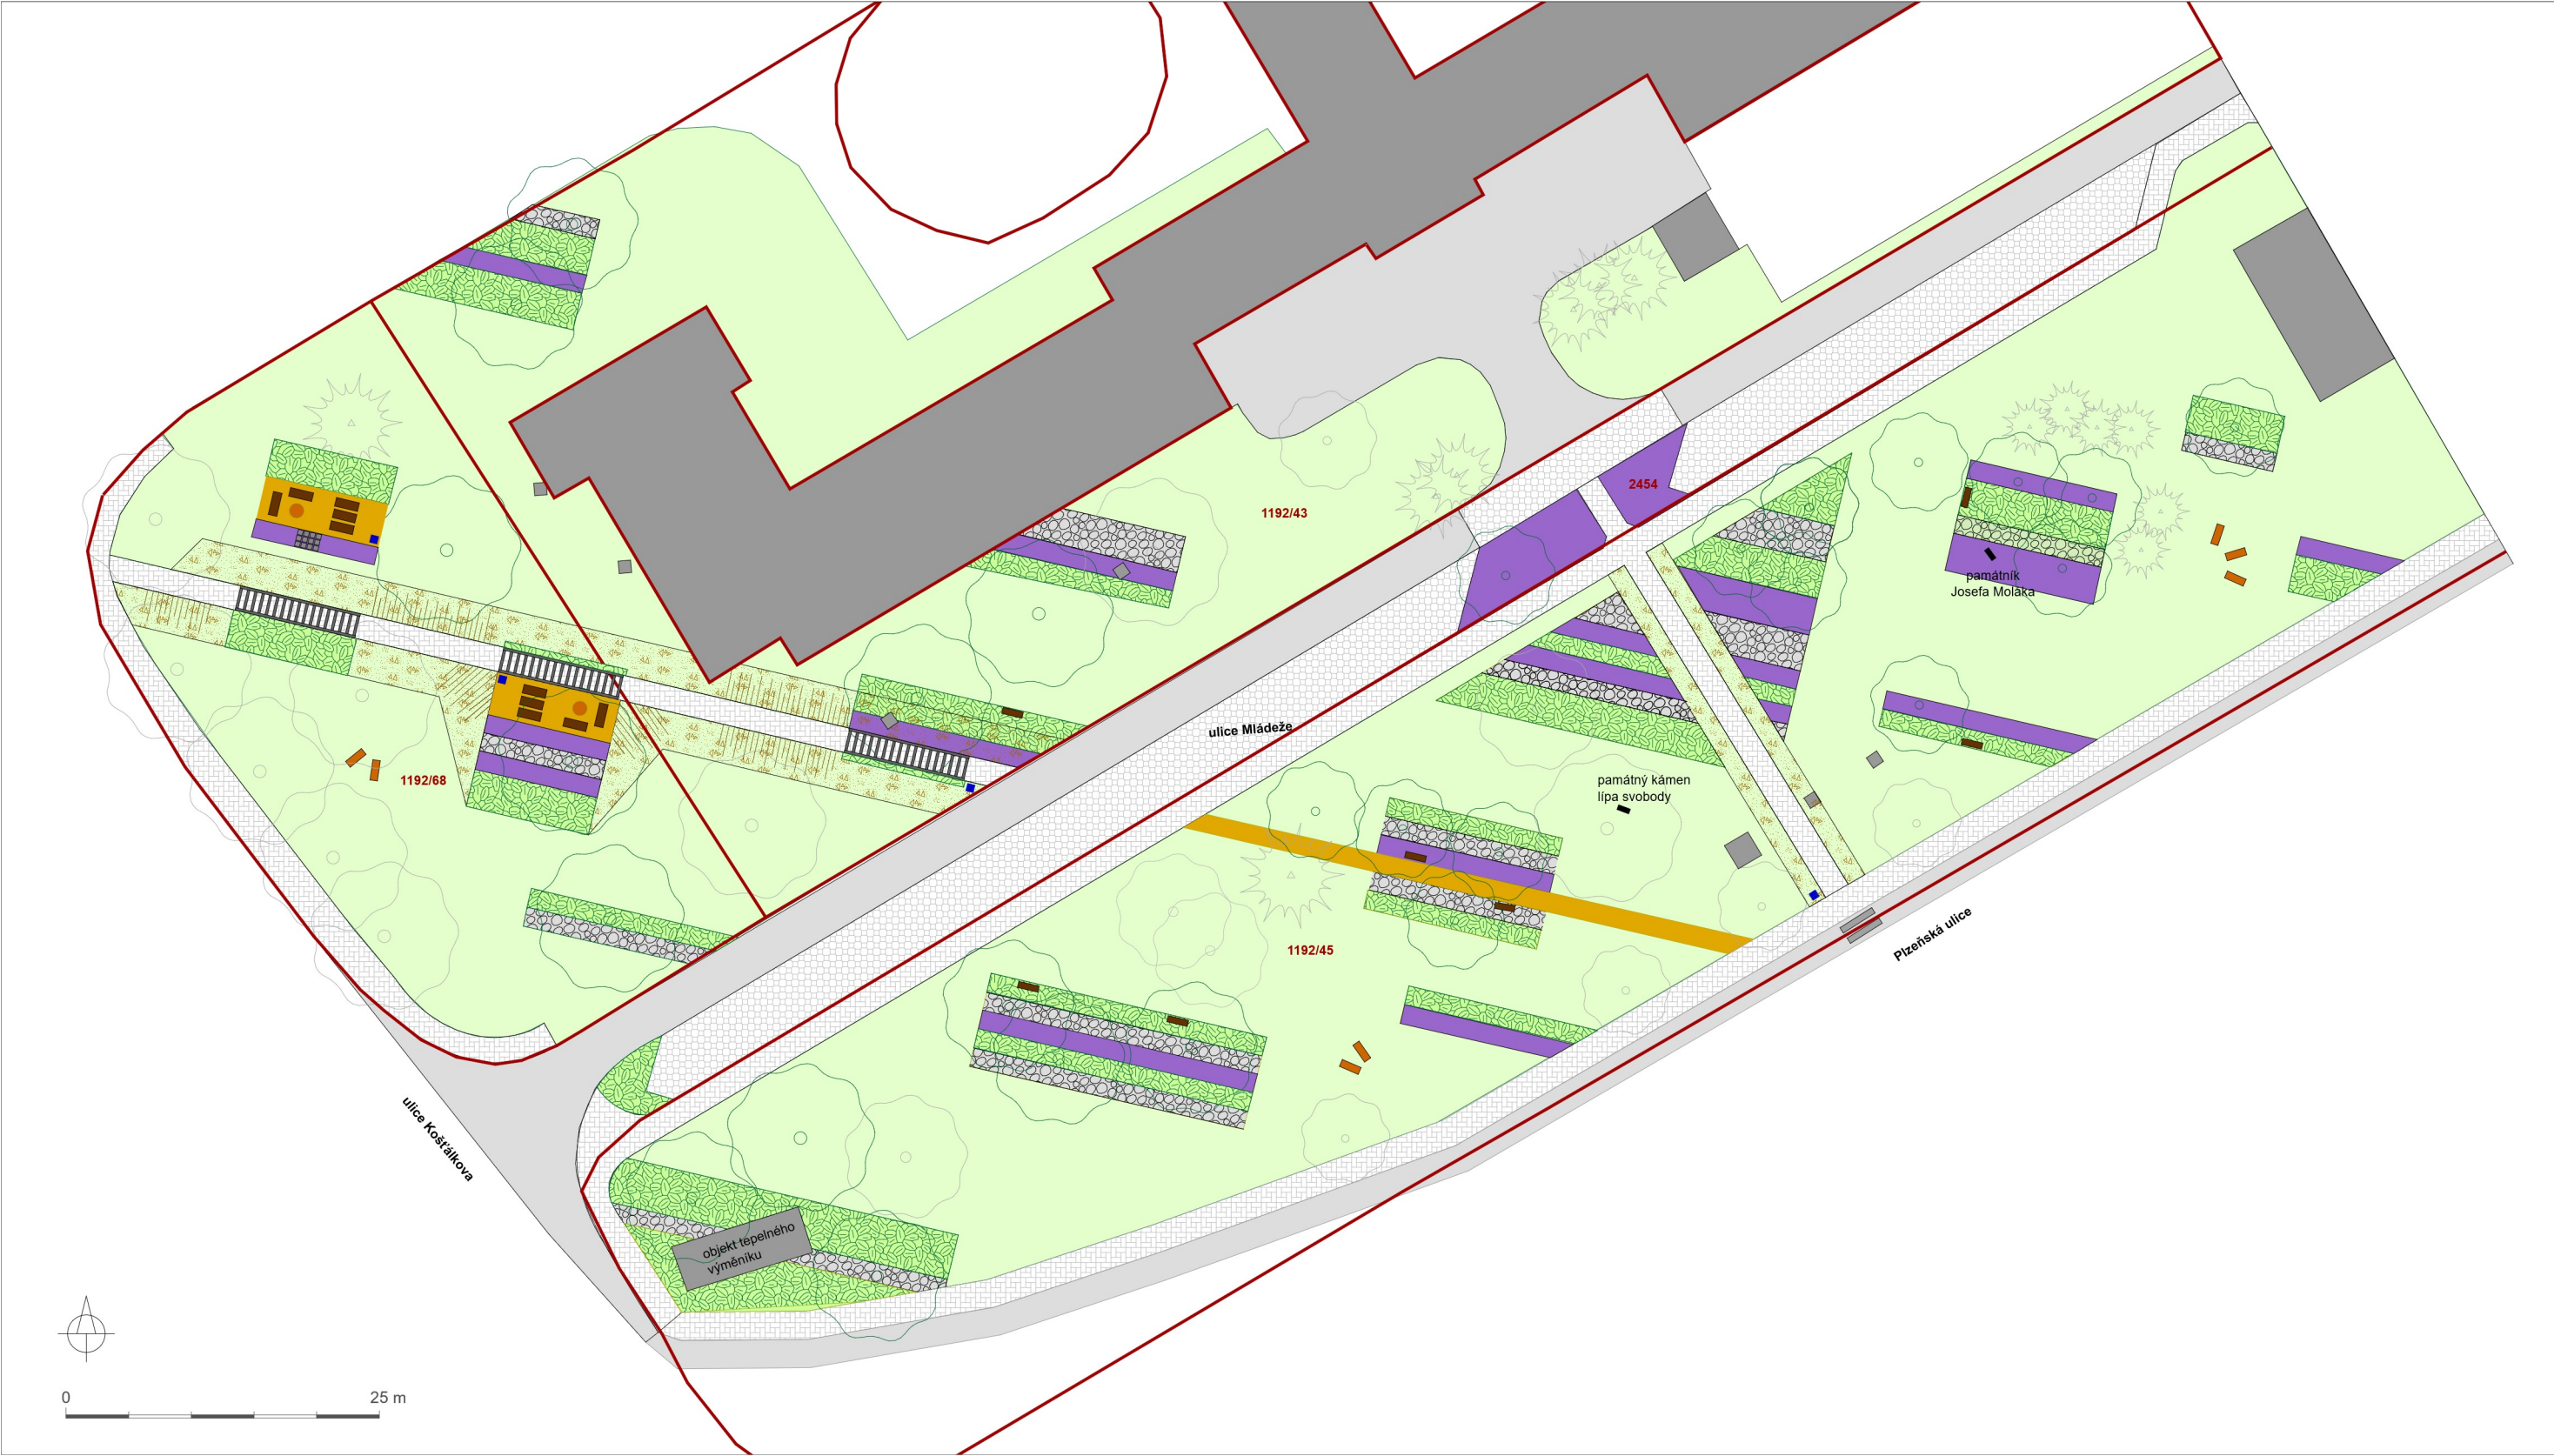 2454
1192/43
památník
Josefa Moláka
ulice Mládeže
1192/68
památný kámen
lípa svobody
Plzeňská ulice
1192/45
ulice Košťálkova
objekt tepelného
výměníku
0 25 m